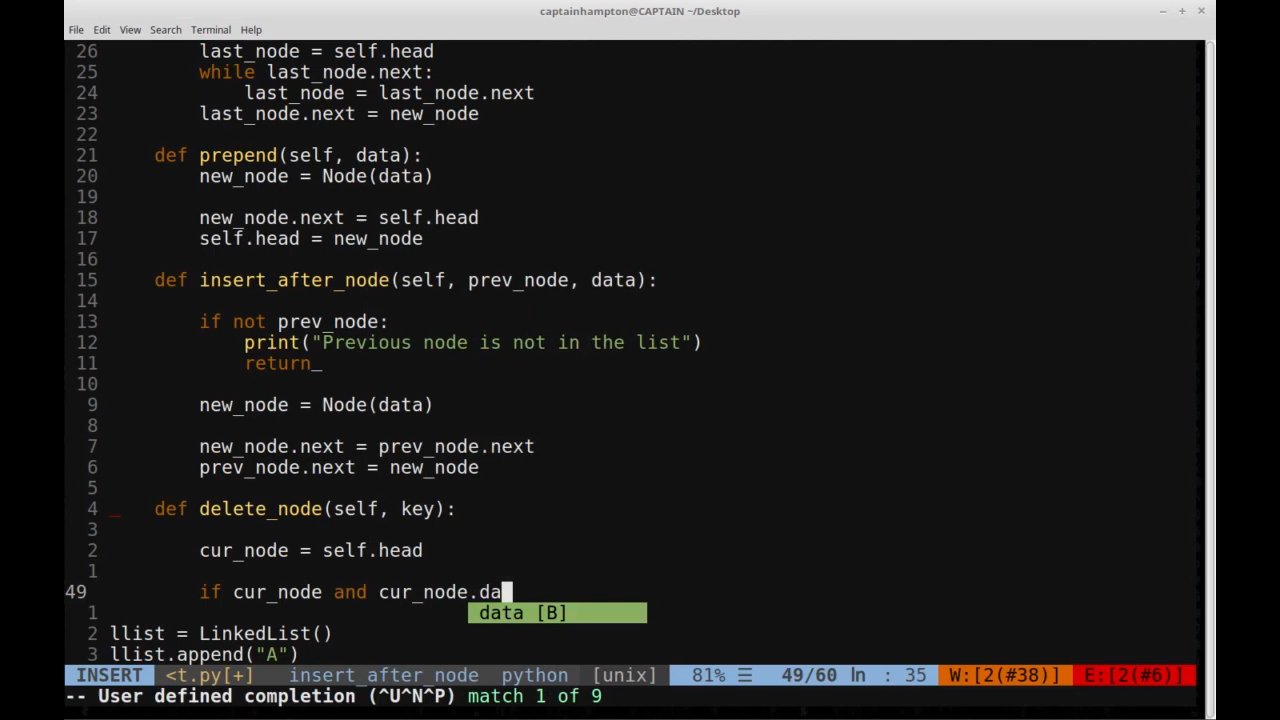 captainhampton@CAPTAIN ~/Desktop
File Edit View Search Terminal Help
26 last_node = self.head
25 while last_node.next:
24 last_node = last_node.next
23 last_node.next = new_node
22
21 def prepend(self, data):
20 new_node = Node(data)
19
18 new_node.next = self.head
17 self.head = new_node
16
15 def insert_after_node(self, prev_node, data):
14
13 if not prev_node:
12 print("Previous node is not in the list")
11 return_
10
9 new_node = Node(data)
8
7 new_node.next = prev_node.next
6 prev_node.next = new_node
5
4 _ def delete_node(self, key):
3
2 cur_node = self.head
1
49 if cur_node and cur_node.da
1 data [B]
2 llist = LinkedList()
3 llist.append("A")
INSERT <t.py[+] insert_after_node python [unix] 81% ☰ 49/60 ln : 35 W:[2(#38)] E:[2(#6)]
-- User defined completion (^U^N^P) match 1 of 9